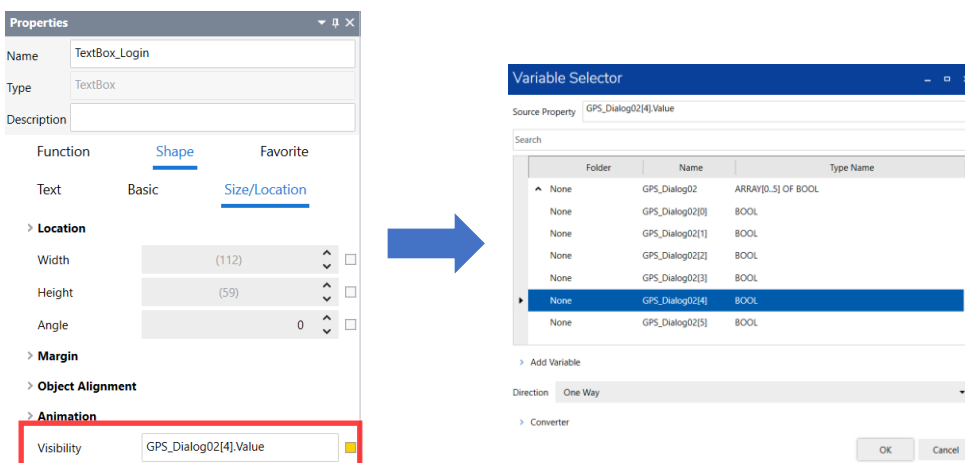 Properties
Name TextBox_Login
Type TextBox
Description
Function Shape Favorite
Text Basic Size/Location
Location
Width (112)
Height (59)
Angle 0
Margin
Object Alignment
Animation
Visibility GPS_Dialog02[4].Value
Variable Selector
Source Property GPS_Dialog02[4].Value
Search
Folder Name Type Name
None GPS_Dialog02 ARRAY[0..5] OF BOOL
None GPS_Dialog02[0] BOOL
None GPS_Dialog02[1] BOOL
None GPS_Dialog02[2] BOOL
None GPS_Dialog02[3] BOOL
None GPS_Dialog02[4] BOOL
None GPS_Dialog02[5] BOOL
Add Variable
Direction One Way
Converter
OK Cancel